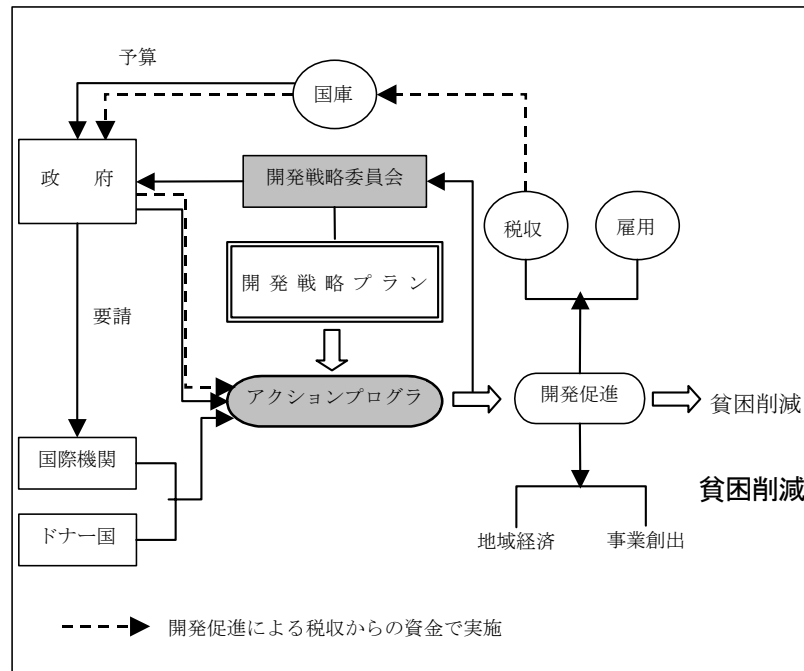 予算
国庫
政　府
開発戦略委員会
税収
雇用
開 発 戦 略 プ ラ ン
要請
アクションプログラ
開発促進
貧困削減
国際機関
貧困削減
ドナー国
地域経済
事業創出
開発促進による税収からの資金で実施